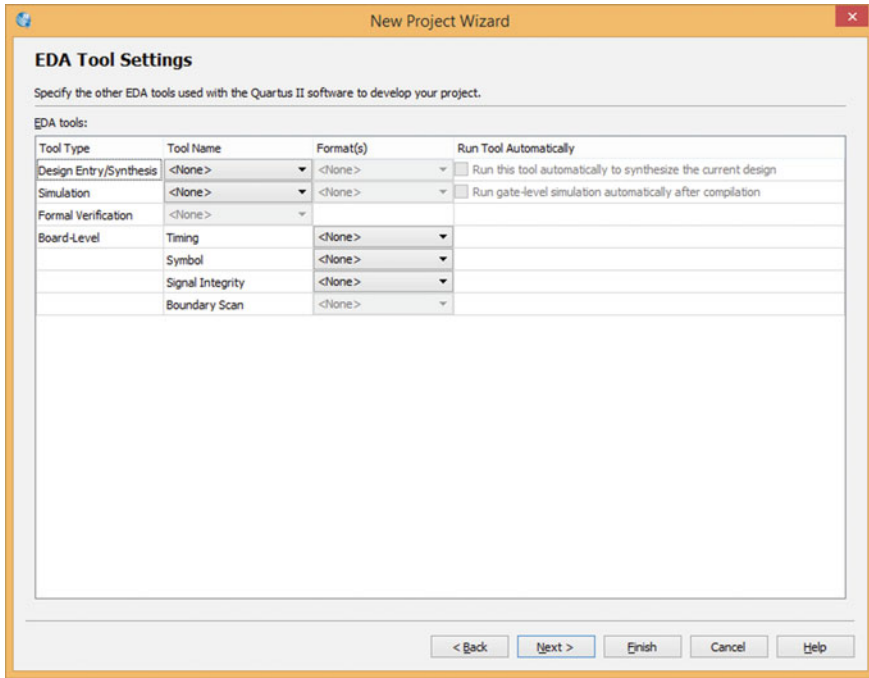 New Project Wizard
EDA Tool Settings
Specify the other EDA tools used with the Quartus II software to develop your project.
EDA tools:
Tool Type Tool Name Format(s) Run Tool Automatically
Design Entry/Synthesis <None> <None> Run this tool automatically to synthesize the current design
Simulation <None> <None> Run gate-level simulation automatically after compilation
Formal Verification <None>
Board-Level Timing <None>
Symbol <None>
Signal Integrity <None>
Boundary Scan <None>
< Back Next > Finish Cancel Help